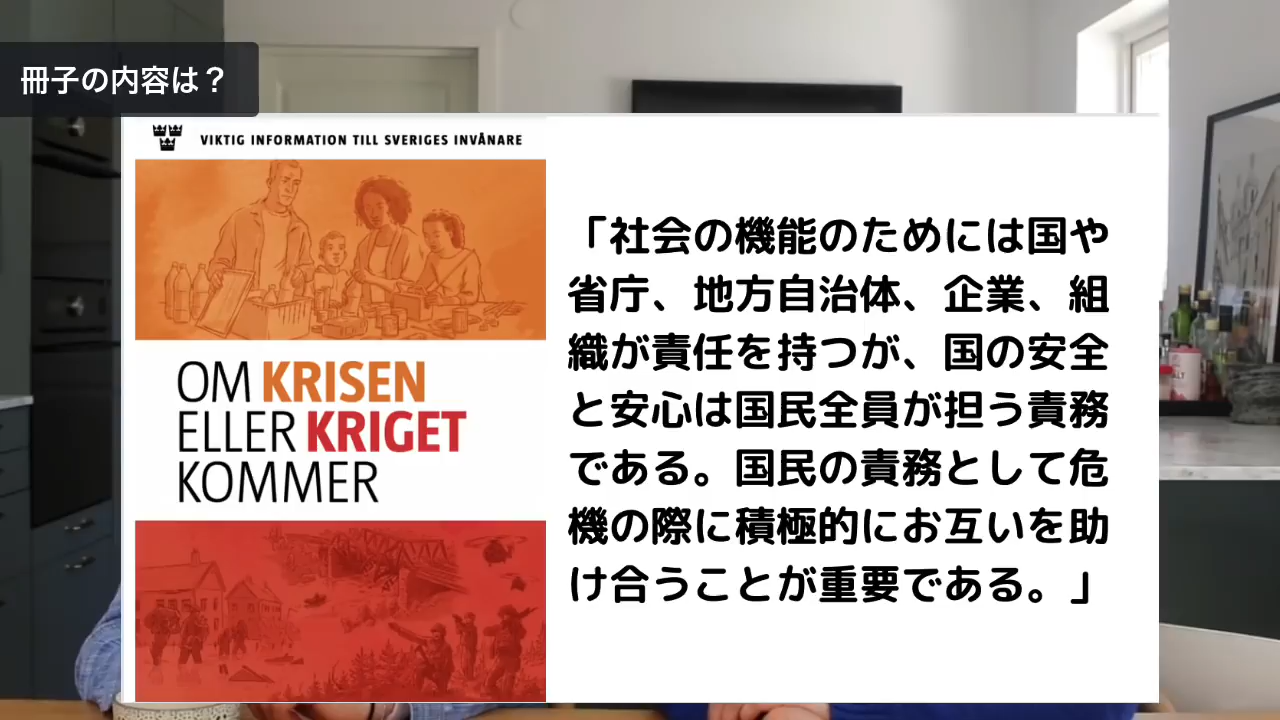 冊子の内容は？
VIKTIG INFORMATION TILL SVERIGES INVÅNARE
OM KRISEN
ELLER KRIGET
KOMMER
「社会の機能のためには国や
省庁、地方自治体、企業、組
織が責任を持つが、国の安全
と安心は国民全員が担う責務
である。国民の責務として危
機の際に積極的にお互いを助
け合うことが重要である。」